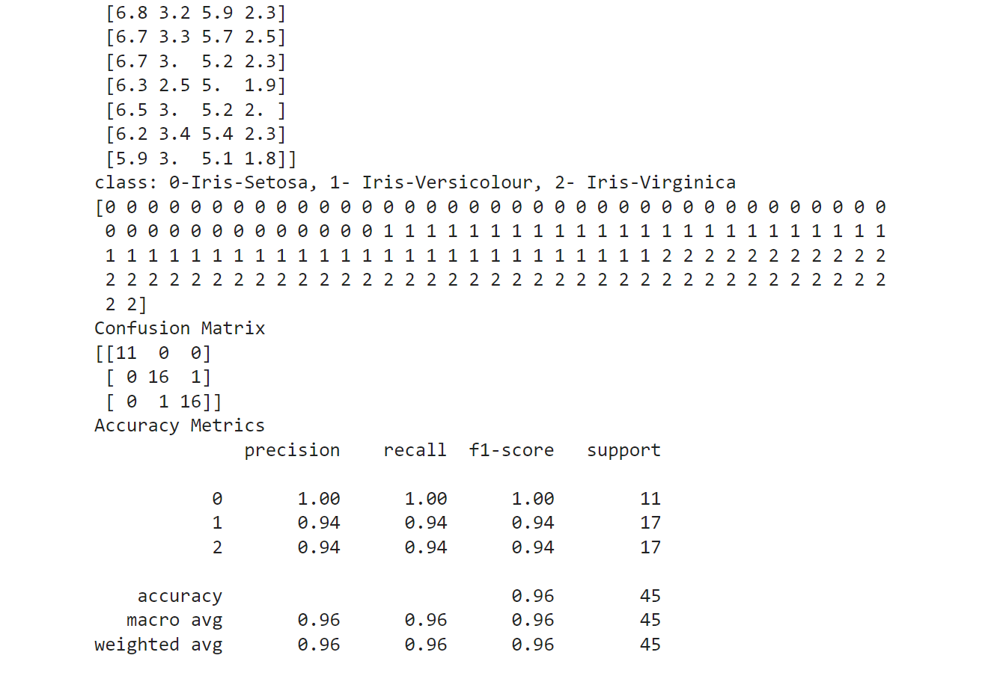 [6.8 3.2 5.9 2.3]
[6.7 3.3 5.7 2.5]
[6.7 3.  5.2 2.3]
[6.3 2.5 5.  1.9]
[6.5 3.  5.2 2. ]
[6.2 3.4 5.4 2.3]
[5.9 3.  5.1 1.8]]
class: 0-Iris-Setosa, 1- Iris-Versicolour, 2- Iris-Virginica
[0 0 0 0 0 0 0 0 0 0 0 0 0 0 0 0 0 0 0 0 0 0 0 0 0 0 0 0 0 0 0 0 0 0 0 0 0
0 0 0 0 0 0 0 0 0 0 0 0 0 1 1 1 1 1 1 1 1 1 1 1 1 1 1 1 1 1 1 1 1 1 1 1 1
1 1 1 1 1 1 1 1 1 1 1 1 1 1 1 1 1 1 1 1 1 1 1 1 1 1 2 2 2 2 2 2 2 2 2 2 2
2 2 2 2 2 2 2 2 2 2 2 2 2 2 2 2 2 2 2 2 2 2 2 2 2 2 2 2 2 2 2 2 2 2 2 2 2
2 2]
Confusion Matrix
[[11  0  0]
[ 0 16  1]
[ 0  1 16]]
Accuracy Metrics
precision recall f1-score support
0 1.00 1.00 1.00 11
1 0.94 0.94 0.94 17
2 0.94 0.94 0.94 17
accuracy 0.96 45
macro avg 0.96 0.96 0.96 45
weighted avg 0.96 0.96 0.96 45